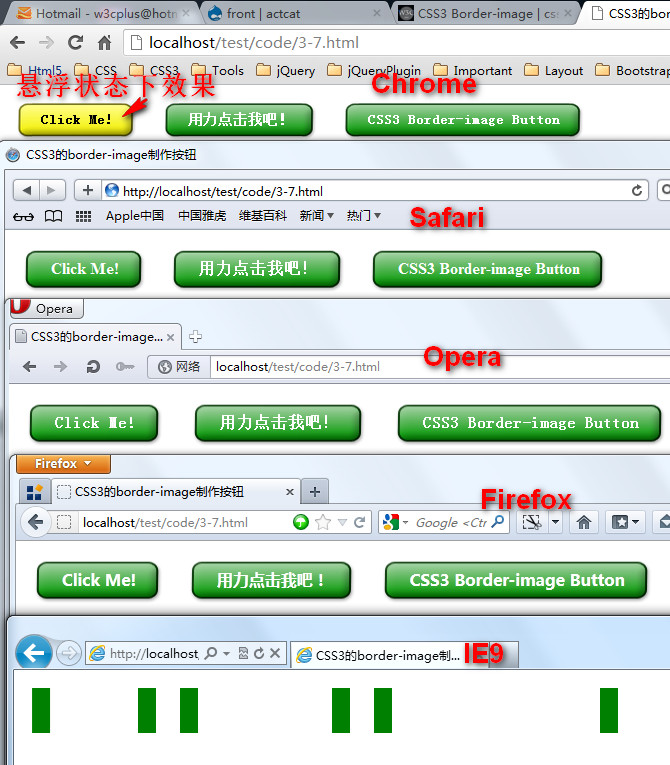 Hotmail - w3cplus@hotm front | actcat CSS3 Border-image | css CSS3的bor
localhost/test/code/3-7.html
Html5 CSS CSS3 Tools jQuery jQueryPlugin Important Layout Bootstrap
悬浮状态下效果 Chrome
Click Me! 用力点击我吧! CSS3 Border-image Button
CSS3的border-image制作按钮
http://localhost/test/code/3-7.html
Apple中国 中国雅虎 维基百科 新闻 热门
Safari
Click Me! 用力点击我吧! CSS3 Border-image Button
Opera
CSS3的border-image...
Opera
网络 localhost/test/code/3-7.html
Click Me! 用力点击我吧! CSS3 Border-image Button
Firefox
CSS3的border-image制作按钮
Firefox
localhost/test/code/3-7.html Google <Ctr
Click Me! 用力点击我吧! CSS3 Border-image Button
http://localhost CSS3的border-image制... IE9